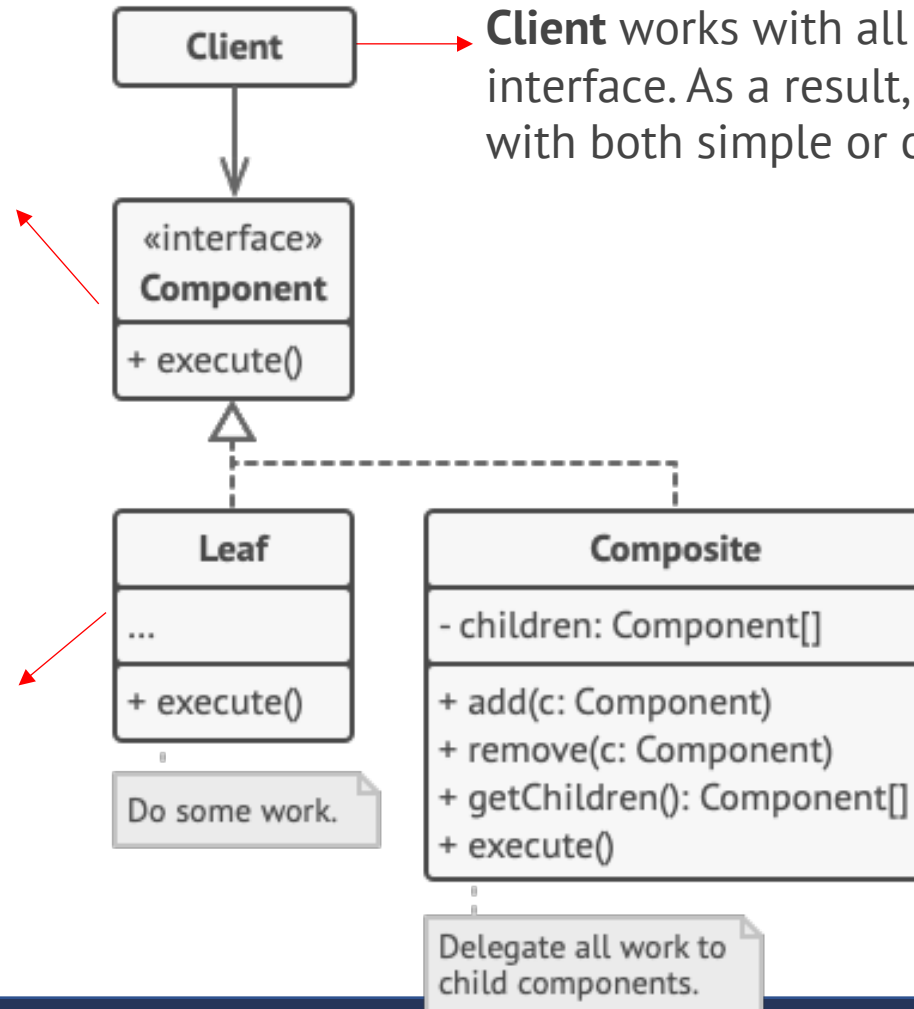 Client
Client works with all
interface. As a result,
with both simple or
«interface»
Component
+ execute()
Leaf
...
+ execute()
Do some work.
Composite
- children: Component[]
+ add(c: Component)
+ remove(c: Component)
+ getChildren(): Component[]
+ execute()
Delegate all work to
child components.